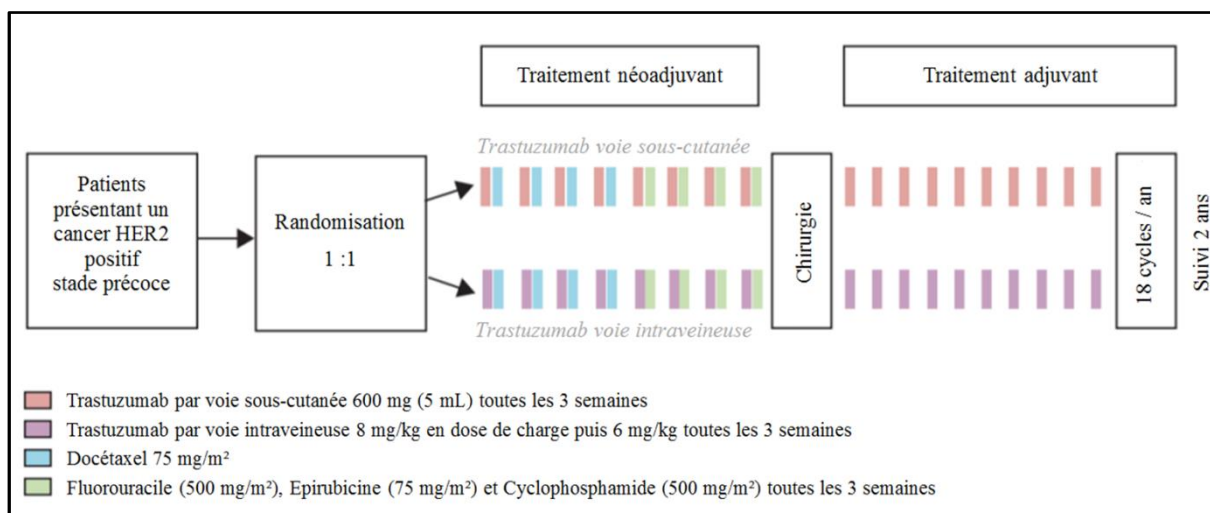 Traitement néoadjuvant
Traitement adjuvant
Trastuzumab voie sous-cutanée
Patients
présentant un
cancer HER2
positif
stade précoce
Randomisation
1 :1
Chirurgie
18 cycles / an
Suivi 2 ans
Trastuzumab voie intraveineuse
Trastuzumab par voie sous-cutanée 600 mg (5 mL) toutes les 3 semaines
Trastuzumab par voie intraveineuse 8 mg/kg en dose de charge puis 6 mg/kg toutes les 3 semaines
Docétaxel 75 mg/m²
Fluorouracile (500 mg/m²), Epirubicine (75 mg/m²) et Cyclophosphamide (500 mg/m²) toutes les 3 semaines